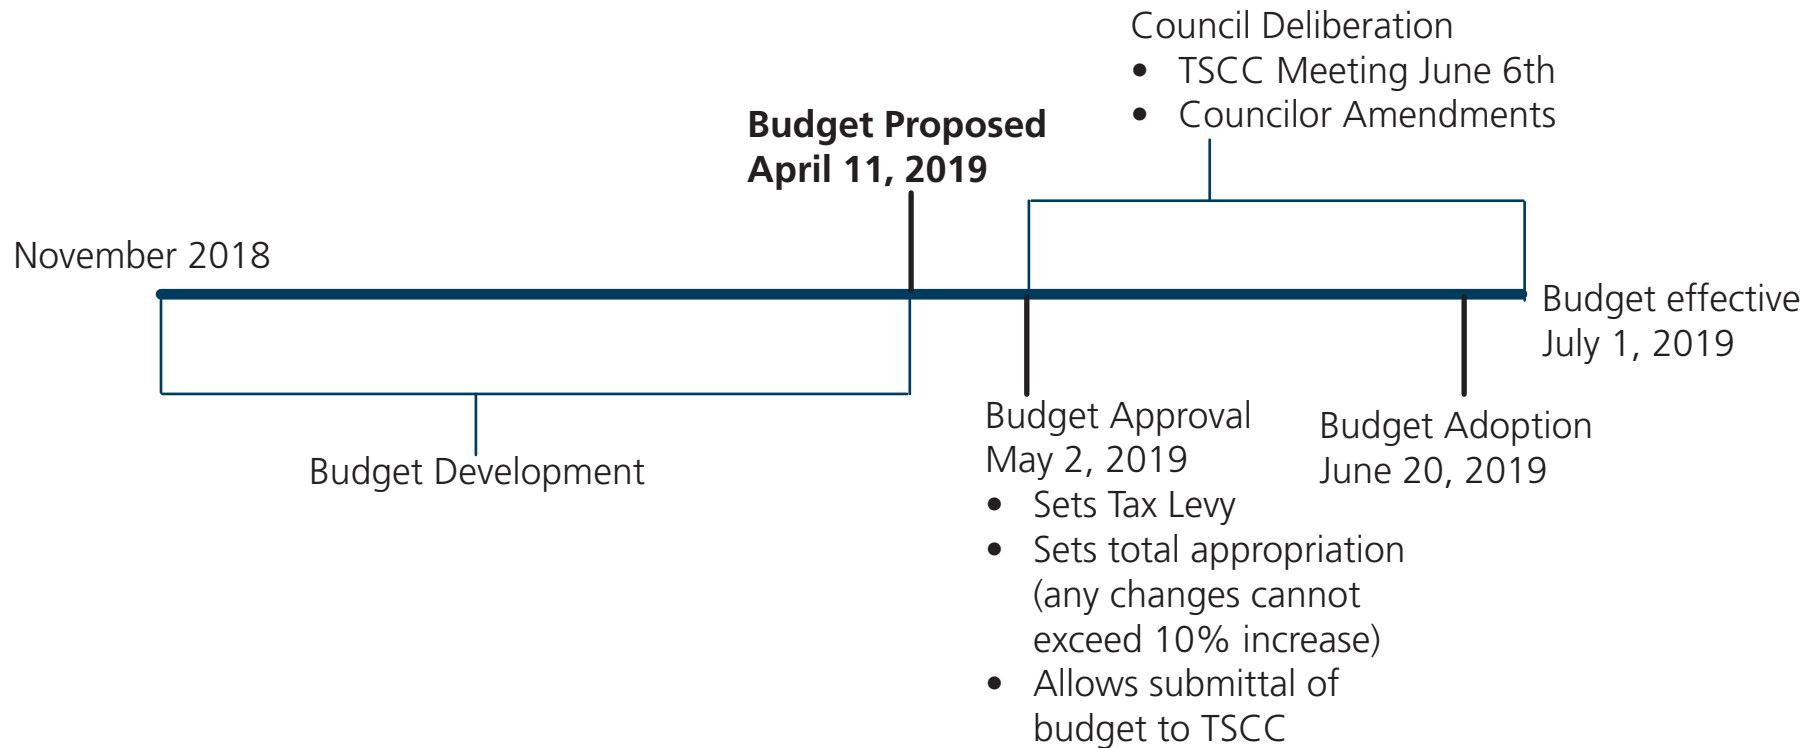 Council Deliberation
• TSCC Meeting June 6th
• Councilor Amendments
Budget Proposed
April 11, 2019
November 2018
Budget effective
July 1, 2019
Budget Development
Budget Approval
May 2, 2019
• Sets Tax Levy
• Sets total appropriation
(any changes cannot
exceed 10% increase)
• Allows submittal of
budget to TSCC
Budget Adoption
June 20, 2019